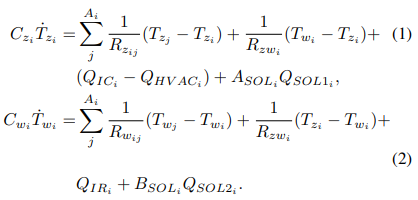 C_{z_i} \dot{T}_{z_i} = \sum_{j}^{A_i} \frac{1}{R_{z_{ij}}} (T_{z_j} - T_{z_i}) + \frac{1}{R_{zw_i}} (T_{w_i} - T_{z_i}) +
(Q_{IC_i} - Q_{HVAC_i}) + A_{SOL_i} Q_{SOL1_i}, (1)
C_{w_i} \dot{T}_{w_i} = \sum_{j}^{A_i} \frac{1}{R_{w_{ij}}} (T_{w_j} - T_{w_i}) + \frac{1}{R_{zw_i}} (T_{z_i} - T_{w_i}) +
(2)
Q_{IR_i} + B_{SOL_i} Q_{SOL2_i}.